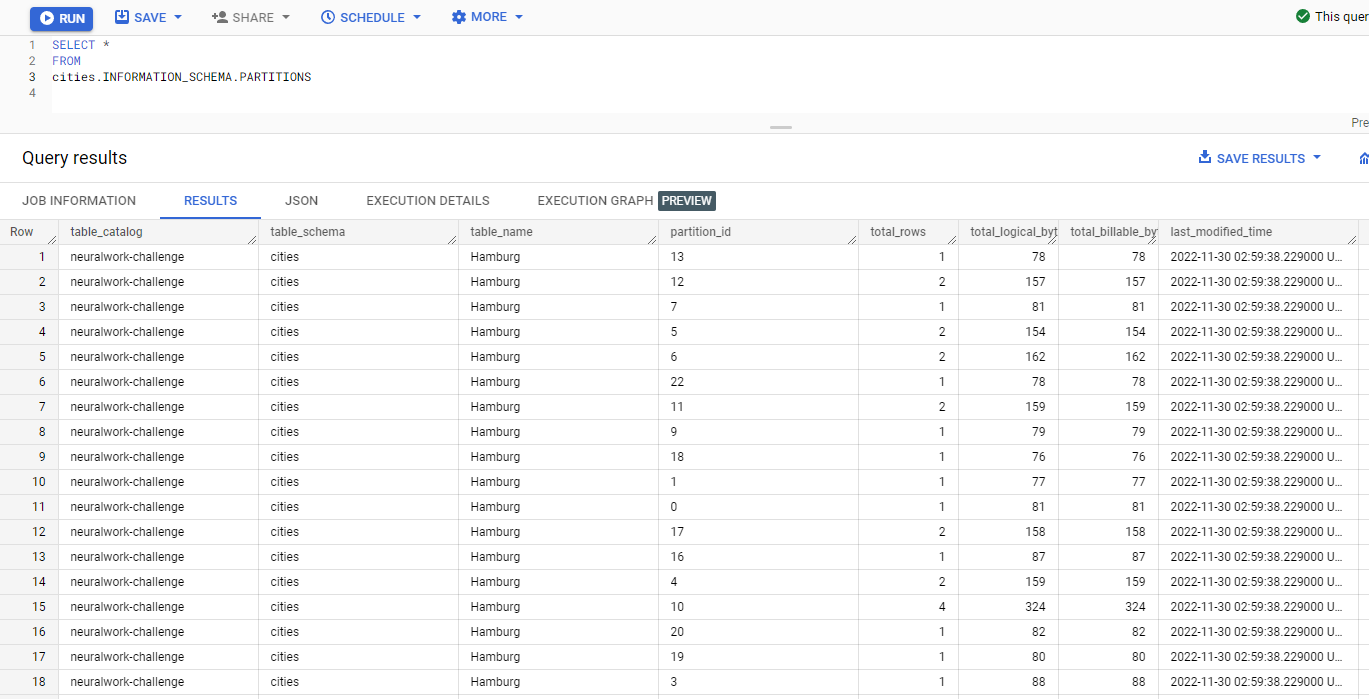 RUN SAVE SHARE SCHEDULE MORE This quer
1 SELECT *
2 FROM
3 cities.INFORMATION_SCHEMA.PARTITIONS
4
Pre
Query results SAVE RESULTS
JOB INFORMATION RESULTS JSON EXECUTION DETAILS EXECUTION GRAPH PREVIEW
Row table_catalog table_schema table_name partition_id total_rows total_logical_byt total_billable_by last_modified_time
1 neuralwork-challenge cities Hamburg 13 1 78 78 2022-11-30 02:59:38.229000 U...
2 neuralwork-challenge cities Hamburg 12 2 157 157 2022-11-30 02:59:38.229000 U...
3 neuralwork-challenge cities Hamburg 7 1 81 81 2022-11-30 02:59:38.229000 U...
4 neuralwork-challenge cities Hamburg 5 2 154 154 2022-11-30 02:59:38.229000 U...
5 neuralwork-challenge cities Hamburg 6 2 162 162 2022-11-30 02:59:38.229000 U...
6 neuralwork-challenge cities Hamburg 22 1 78 78 2022-11-30 02:59:38.229000 U...
7 neuralwork-challenge cities Hamburg 11 2 159 159 2022-11-30 02:59:38.229000 U...
8 neuralwork-challenge cities Hamburg 9 1 79 79 2022-11-30 02:59:38.229000 U...
9 neuralwork-challenge cities Hamburg 18 1 76 76 2022-11-30 02:59:38.229000 U...
10 neuralwork-challenge cities Hamburg 1 1 77 77 2022-11-30 02:59:38.229000 U...
11 neuralwork-challenge cities Hamburg 0 1 81 81 2022-11-30 02:59:38.229000 U...
12 neuralwork-challenge cities Hamburg 17 2 158 158 2022-11-30 02:59:38.229000 U...
13 neuralwork-challenge cities Hamburg 16 1 87 87 2022-11-30 02:59:38.229000 U...
14 neuralwork-challenge cities Hamburg 4 2 159 159 2022-11-30 02:59:38.229000 U...
15 neuralwork-challenge cities Hamburg 10 4 324 324 2022-11-30 02:59:38.229000 U...
16 neuralwork-challenge cities Hamburg 20 1 82 82 2022-11-30 02:59:38.229000 U...
17 neuralwork-challenge cities Hamburg 19 1 80 80 2022-11-30 02:59:38.229000 U...
18 neuralwork-challenge cities Hamburg 3 1 88 88 2022-11-30 02:59:38.229000 U...